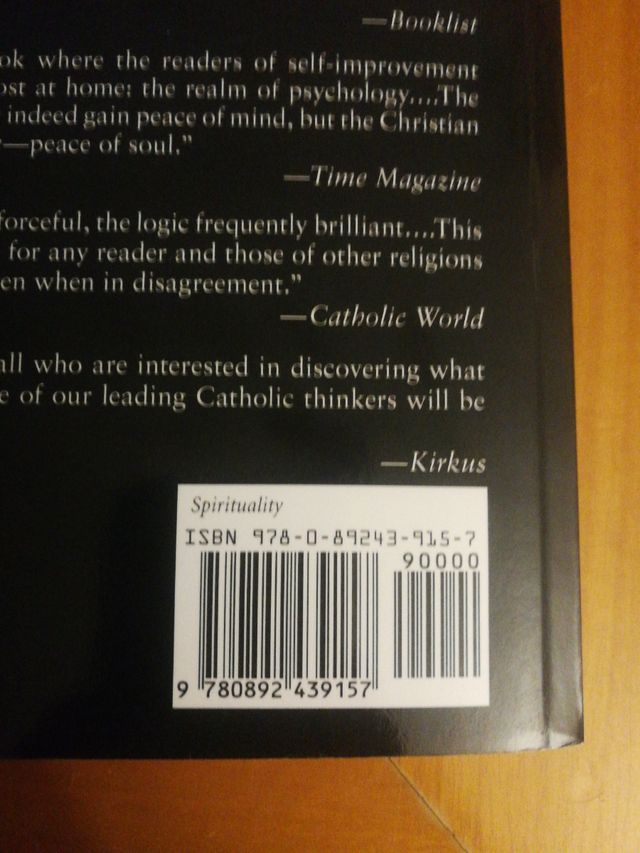 —Booklist
ok where the readers of self-improvement
ost at home: the realm of psychology....The
indeed gain peace of mind, but the Christian
—peace of soul."
—Time Magazine
forceful, the logic frequently brilliant....This
for any reader and those of other religions
en when in disagreement."
—Catholic World
all who are interested in discovering what
e of our leading Catholic thinkers will be
—Kirkus
Spirituality
ISBN 978-0-89243-915-7
90000
9 780892 439157